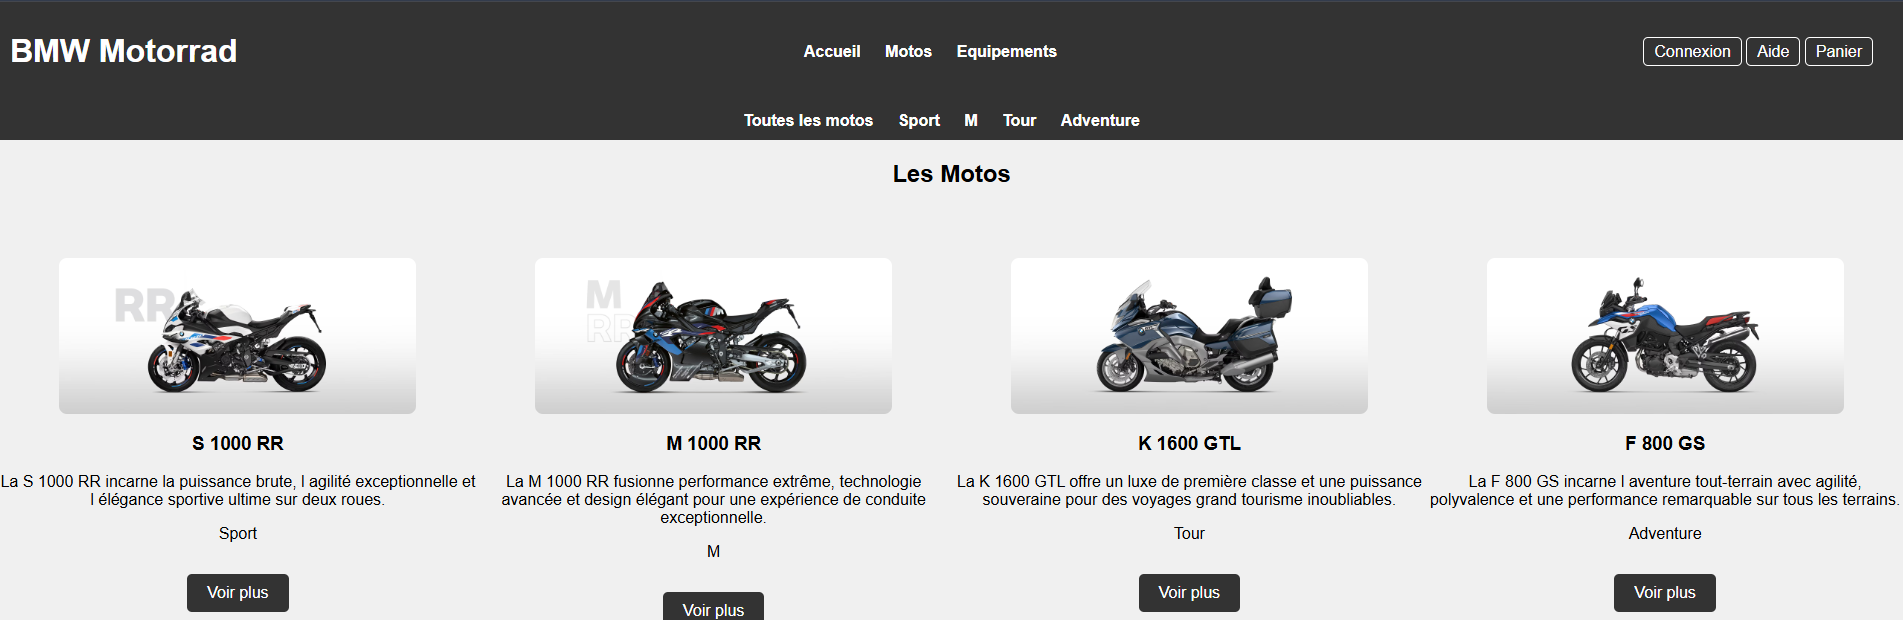 BMW Motorrad
Accueil Motos Equipements
Connexion Aide Panier
Toutes les motos Sport M Tour Adventure
Les Motos
RR
M
RR
S 1000 RR
La S 1000 RR incarne la puissance brute, l agilité exceptionnelle et
l élégance sportive ultime sur deux roues.
Sport
Voir plus
M 1000 RR
La M 1000 RR fusionne performance extrême, technologie
avancée et design élégant pour une expérience de conduite
exceptionnelle.
M
Voir plus
K 1600 GTL
La K 1600 GTL offre un luxe de première classe et une puissance
souveraine pour des voyages grand tourisme inoubliables.
Tour
Voir plus
F 800 GS
La F 800 GS incarne l aventure tout-terrain avec agilité,
polyvalence et une performance remarquable sur tous les terrains.
Adventure
Voir plus